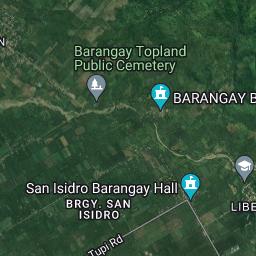 N
Barangay Topland
Public Cemetery
BARANGAY B
San Isidro Barangay Hall
BRGY. SAN
ISIDRO
LIBE
Tupi Rd